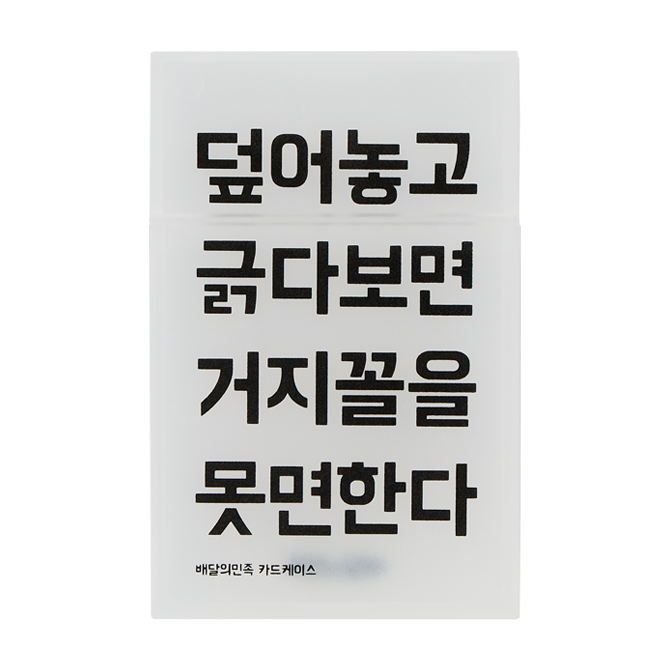 덮어놓고
긁다보면
거지꼴을
못면한다
배달의민족 카드케이스